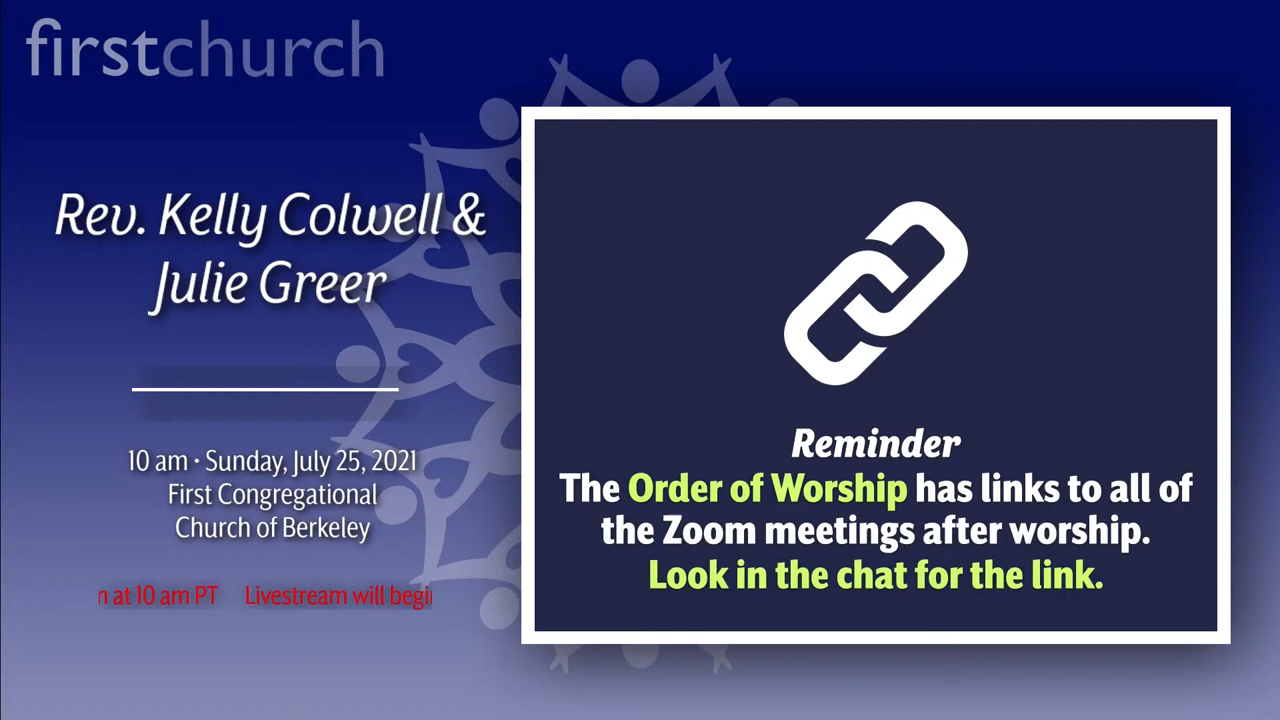 firstchurch
Rev. Kelly Colwell &
Julie Greer
10 am · Sunday, July 25, 2021
First Congregational
Church of Berkeley
n at 10 am PT Livestream will begi
Reminder
The Order of Worship has links to all of
the Zoom meetings after worship.
Look in the chat for the link.